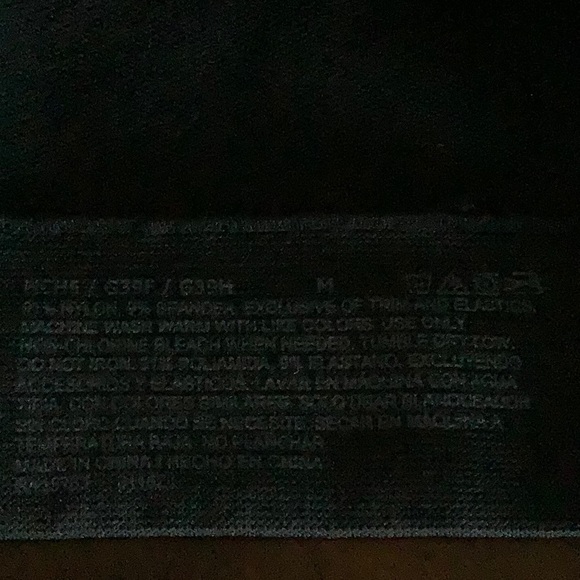 / G39F / G39H M
91% NYLON, 9% SPANDEX. EXCLUSIVE OF TRIM AND ELASTICS.
MACHINE WASH WARM WITH LIKE COLORS. USE ONLY
NON-CHLORINE BLEACH WHEN NEEDED. TUMBLE DRY LOW.
DO NOT IRON. 91% POLIAMIDA, 9% ELASTANO. EXCLUYENDO
ACCESORIOS Y ELASTICOS. LAVAR EN MAQUINA CON AGUA
TIBIA, CON COLORES SIMILARES. SOLO USAR BLANQUEADOR
SIN CLORO CUANDO SE NECESITE. SECAR EN MAQUINA A
TEMPERATURA BAJA. NO PLANCHAR.
MADE IN CHINA / HECHO EN CHINA